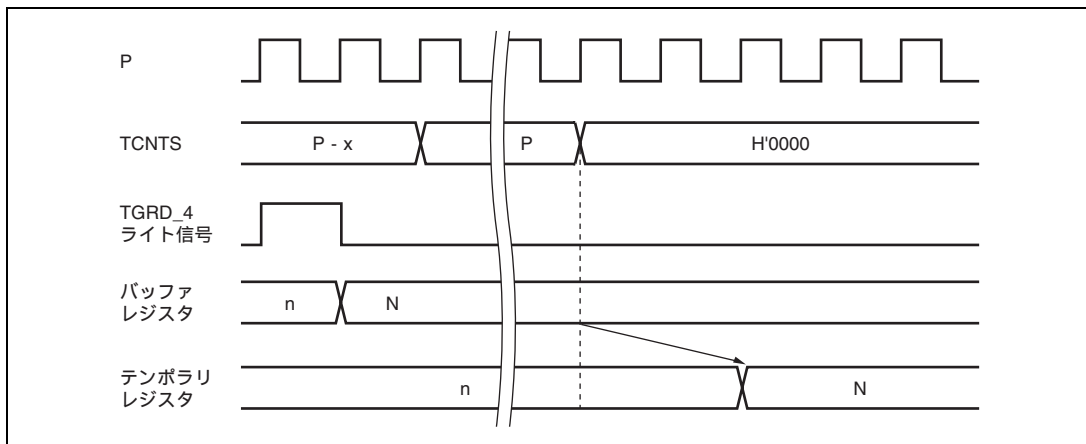 P
TCNTS
P - x
P
H'0000
TGRD_4
ライト信号
バッファ
レジスタ
n
N
テンポラリ
レジスタ
n
N